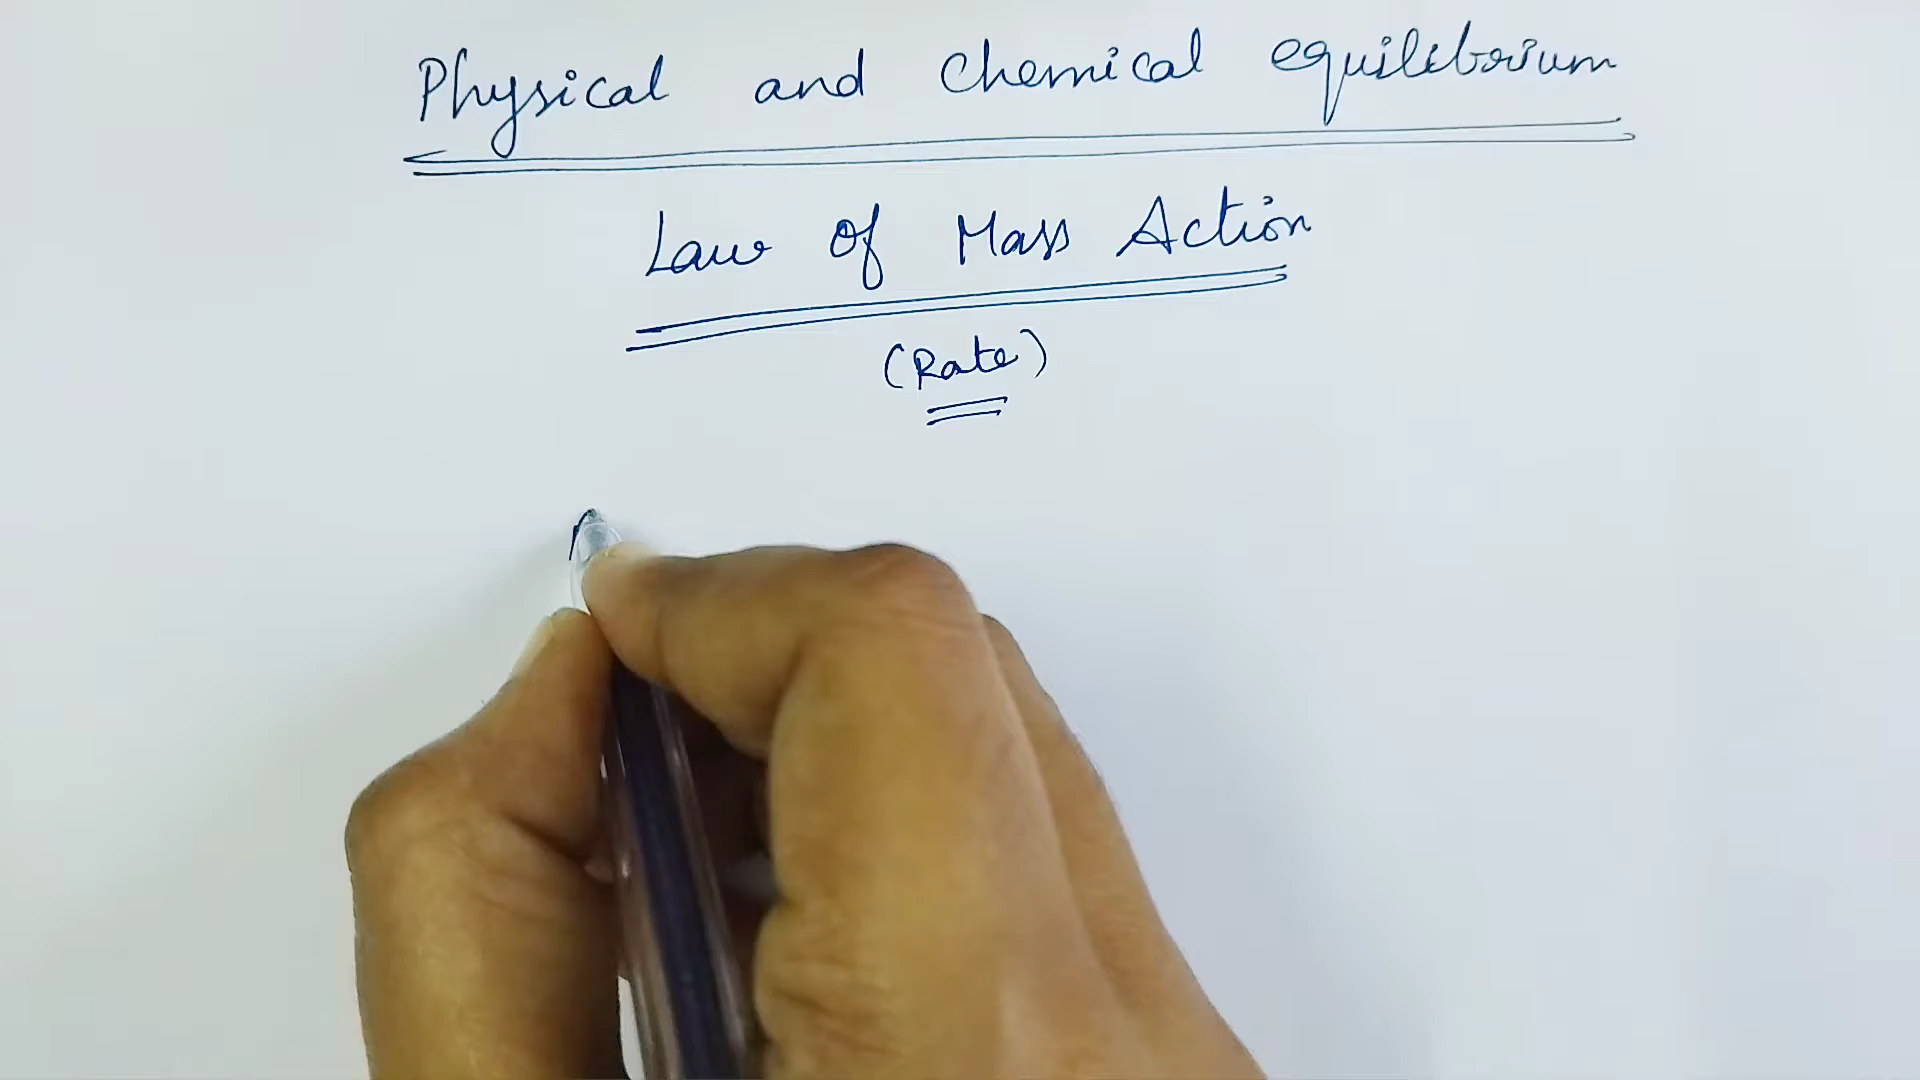 Physical and Chemical equilibrium
Law of Mass Action
(Rate)